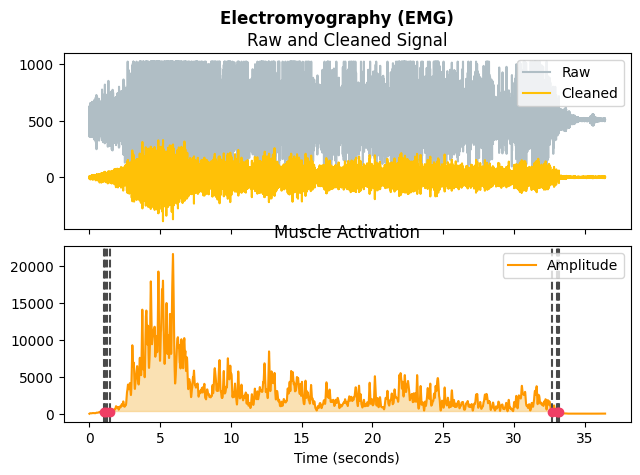 Electromyography (EMG)
Raw and Cleaned Signal
1000
500
0
Raw
Cleaned
Muscle Activation
20000
15000
10000
5000
0
Amplitude
0 5 10 15 20 25 30 35
Time (seconds)